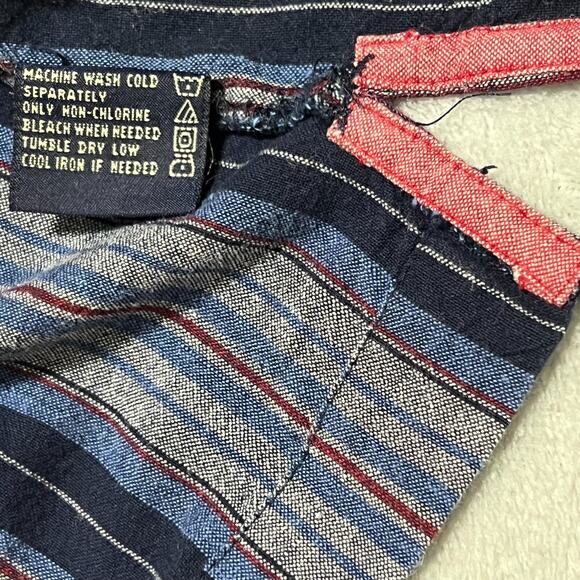 MACHINE WASH COLD
SEPARATELY
ONLY NON-CHLORINE
BLEACH WHEN NEEDED
TUMBLE DRY LOW
COOL IRON IF NEEDED